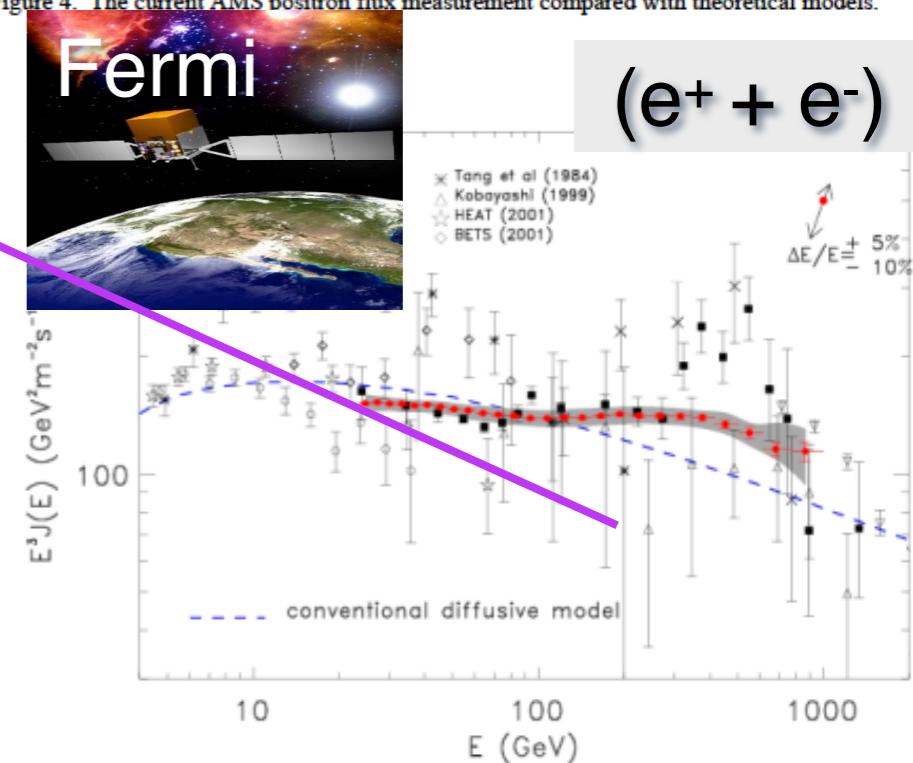 igure 4. The current AMS positron flux measurement compared with theoretical models.
Fermi
(e⁺ + e⁻)
Tang et al (1984)
Kobayashi (1999)
HEAT (2001)
BETS (2001)
ΔE/E= + 5%
- 10%
E³J(E) (GeV²m⁻²s⁻
100
conventional diffusive model
10
100
1000
E (GeV)